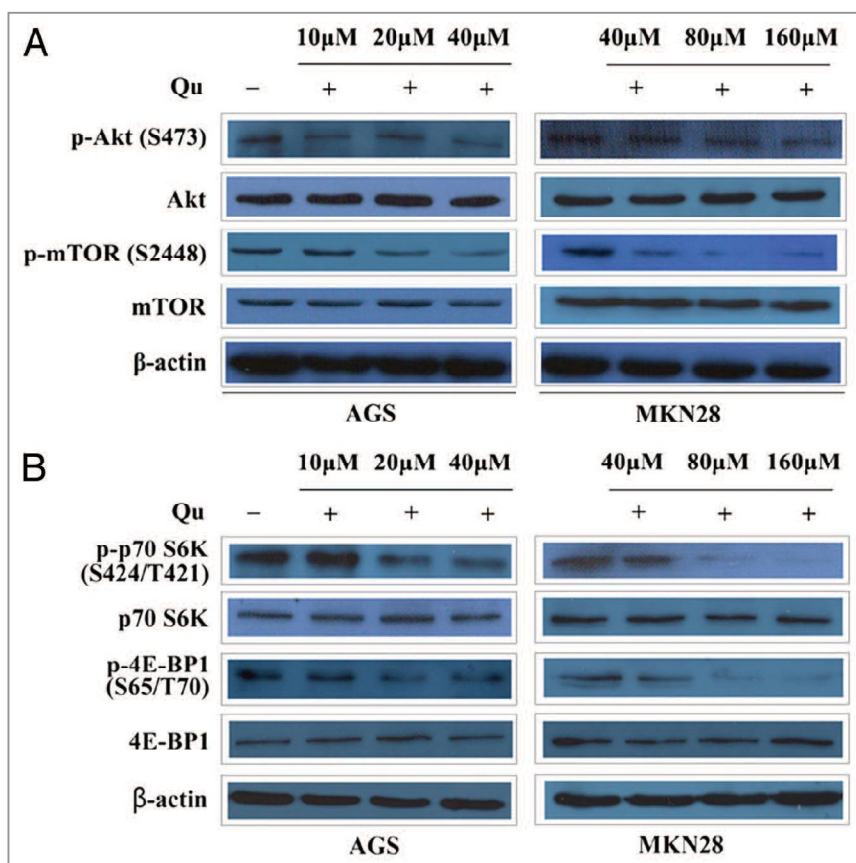 A
10µM 20µM 40µM 40µM 80µM 160µM
Qu − + + + + + +
p-Akt (S473)
Akt
p-mTOR (S2448)
mTOR
β-actin
AGS MKN28
B
10µM 20µM 40µM 40µM 80µM 160µM
Qu − + + + + + +
p-p70 S6K
(S424/T421)
p70 S6K
p-4E-BP1
(S65/T70)
4E-BP1
β-actin
AGS MKN28